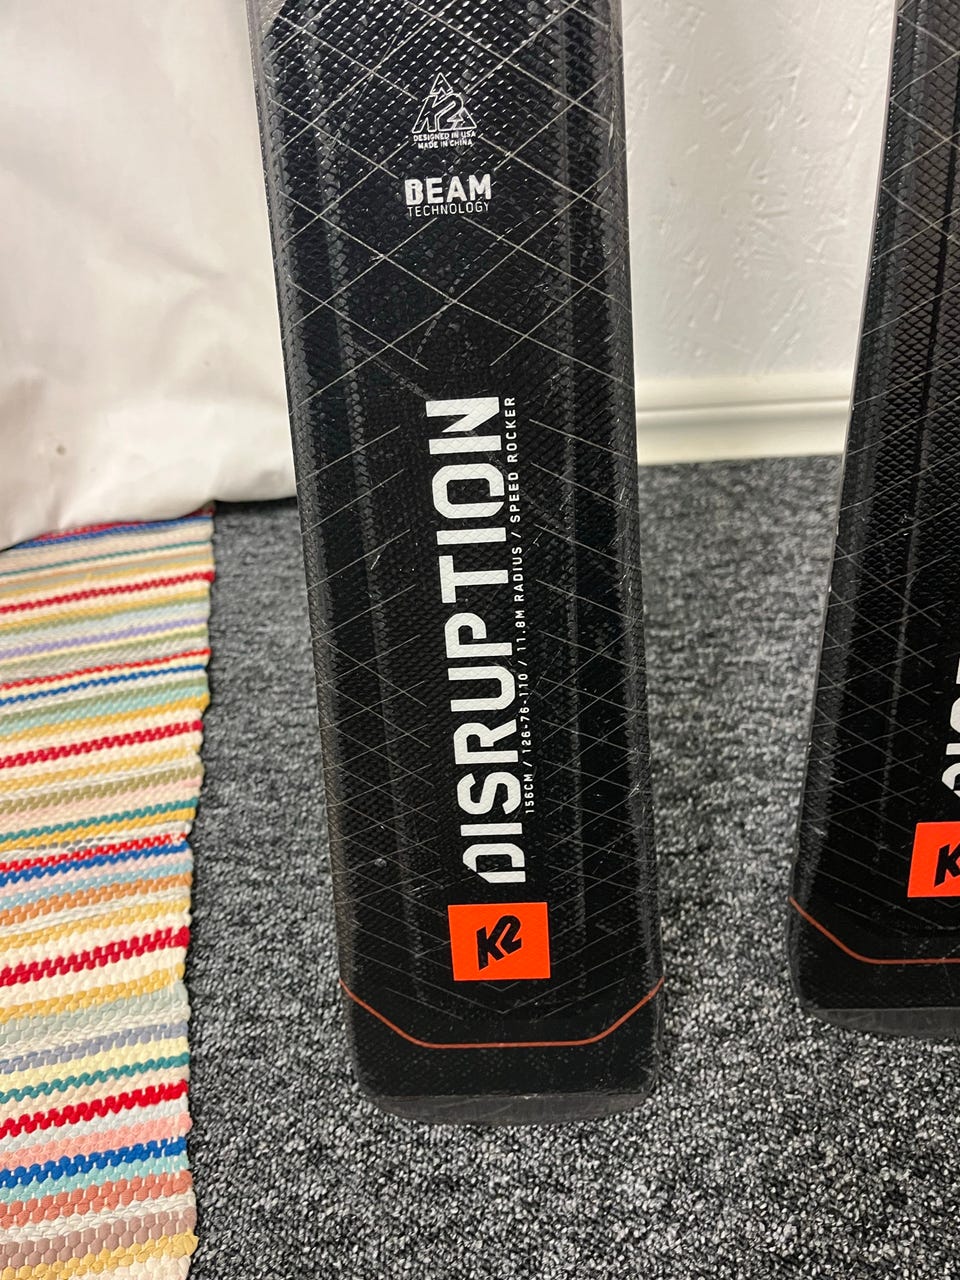 K2
DESIGNED IN USA
MADE IN CHINA
BEAM
TECHNOLOGY
DISRUPTION
156CM / 126-76-110 / 11.8M RADIUS / SPEED ROCKER
K2
K